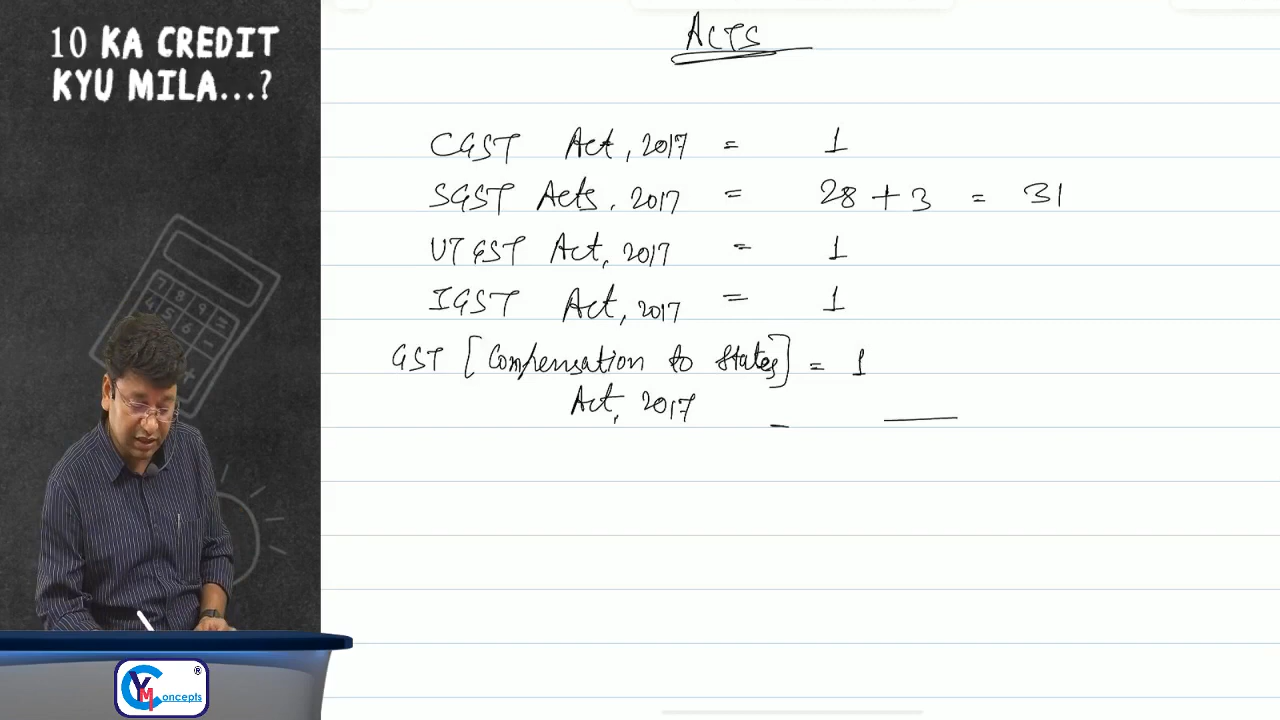 10 KA CREDIT
KYU MILA...?
ACTS
CGST Act, 2017 = 1
SGST Acts, 2017 = 28 + 3 = 31
UTGST Act, 2017 = 1
IGST Act, 2017 = 1
GST [Compensation to States] = 1
Act, 2017
YM Concepts ®